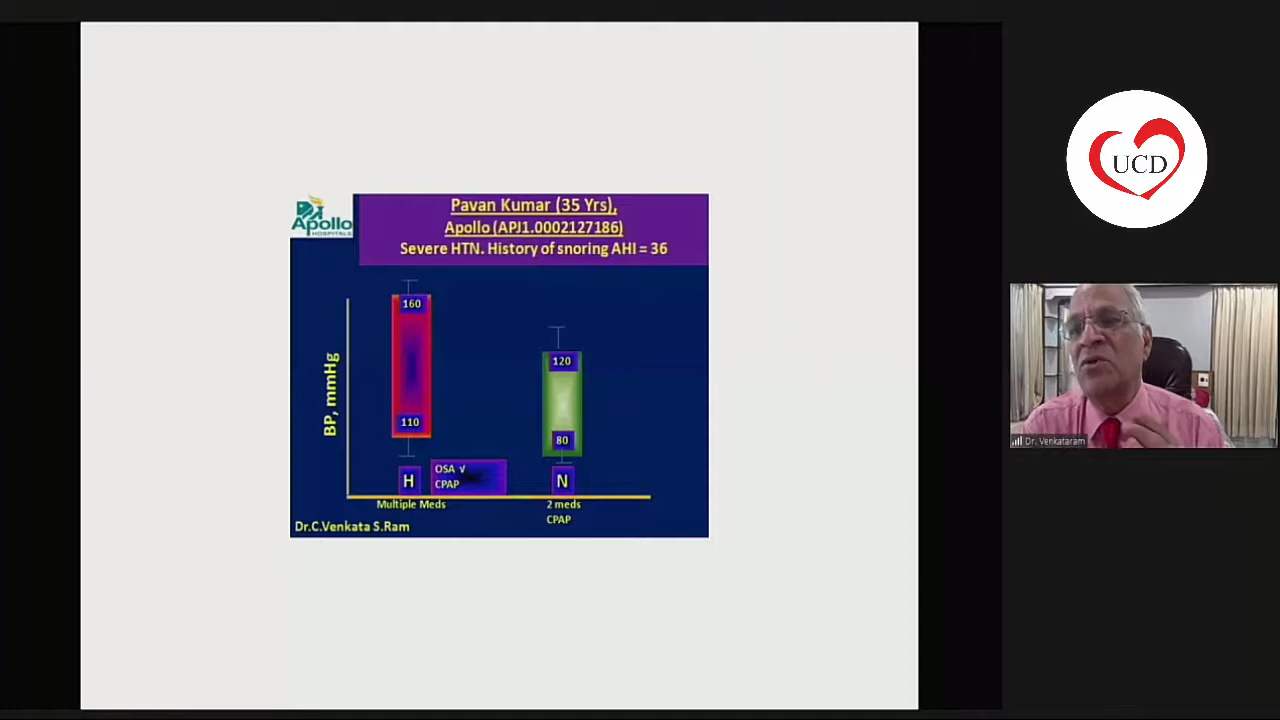 Apollo
HOSPITALS
Pavan Kumar (35 Yrs),
Apollo (APJ1.0002127186)
Severe HTN. History of snoring AHI = 36
BP, mmHg
160
110
120
80
H
OSA √
CPAP
N
Multiple Meds
2 meds
CPAP
Dr.C.Venkata S.Ram
UCD
Dr. Venkataram